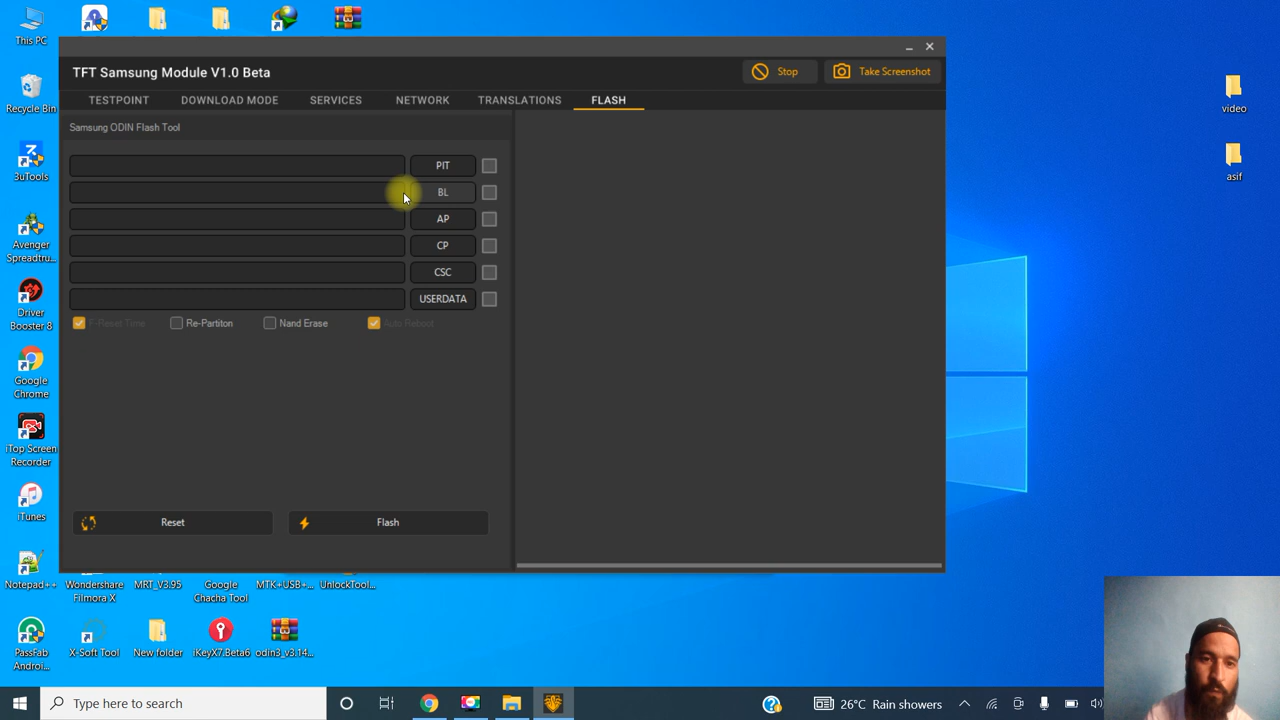 This PC
TFT Samsung Module V1.0 Beta
Stop
Take Screenshot
TESTPOINT
DOWNLOAD MODE
SERVICES
NETWORK
TRANSLATIONS
FLASH
Samsung ODIN Flash Tool
PIT
BL
AP
CP
CSC
USERDATA
F-Reset Time
Re-Partiton
Nand Erase
Auto Reboot
Reset
Flash
Recycle Bin
3uTools
Avenger
Spreadtru...
Driver
Booster 8
Google
Chrome
iTop Screen
Recorder
iTunes
Notepad++
Wondershare
Filmora X
MRT_V3.95
Google
Chacha Tool
MTK+USB+...
UnlockTool...
PassFab
Androi...
X-Soft Tool
New folder
iKeyX7.Beta6
odin3_v3.14...
video
asif
Type here to search
26°C Rain showers